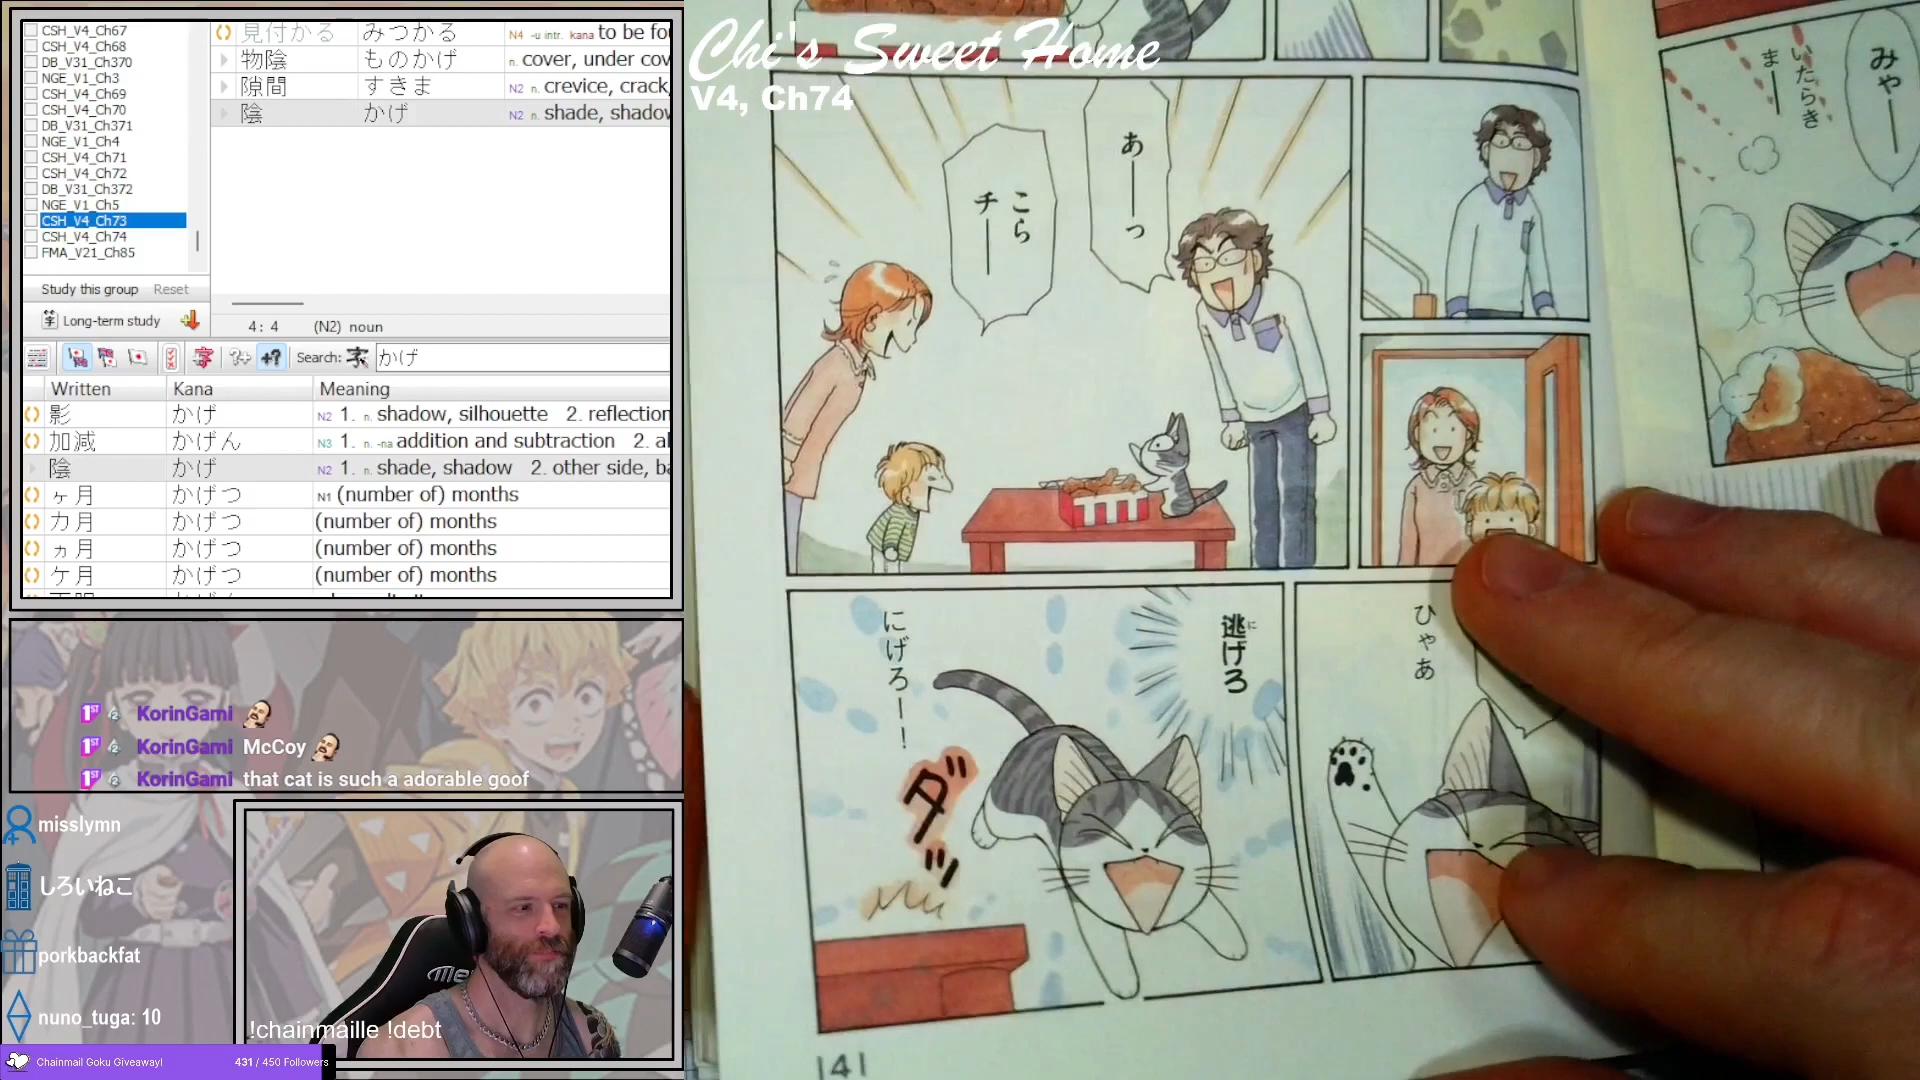 CSH_V4_Ch67
CSH_V4_Ch68
DB_V31_Ch370
NGE_V1_Ch3
CSH_V4_Ch69
CSH_V4_Ch70
DB_V31_Ch371
NGE_V1_Ch4
CSH_V4_Ch71
CSH_V4_Ch72
DB_V31_Ch372
NGE_V1_Ch5
CSH_V4_Ch73
CSH_V4_Ch74
FMA_V21_Ch85
Study this group Reset
Long-term study
見付かる みつかる N4 -u intr. kana to be fo
物陰 ものかげ n. cover, under cov
隙間 すきま N2 n. crevice, crack,
陰 かげ N2 n. shade, shadow
4: 4 (N2) noun
Search: かげ
Written Kana Meaning
影 かげ N2 1. n. shadow, silhouette 2. reflection
加減 かげん N3 1. n. -na addition and subtraction 2. al
陰 かげ N2 1. n. shade, shadow 2. other side, ba
ヶ月 かげつ N1 (number of) months
カ月 かげつ (number of) months
ヵ月 かげつ (number of) months
ケ月 かげつ (number of) months
KorinGami
KorinGami McCoy
KorinGami that cat is such a adorable goof
misslymn
しろいねこ
porkbackfat
nuno_tuga: 10
!chainmaille !debt
Chainmail Goku Giveaway! 431 / 450 Followers
Chi's Sweet Home
V4, Ch74
みゃー
いたらき
まー
あーっ
こら
チー
ひゃあ
逃げろ
に
にげろーー
ダッ
141